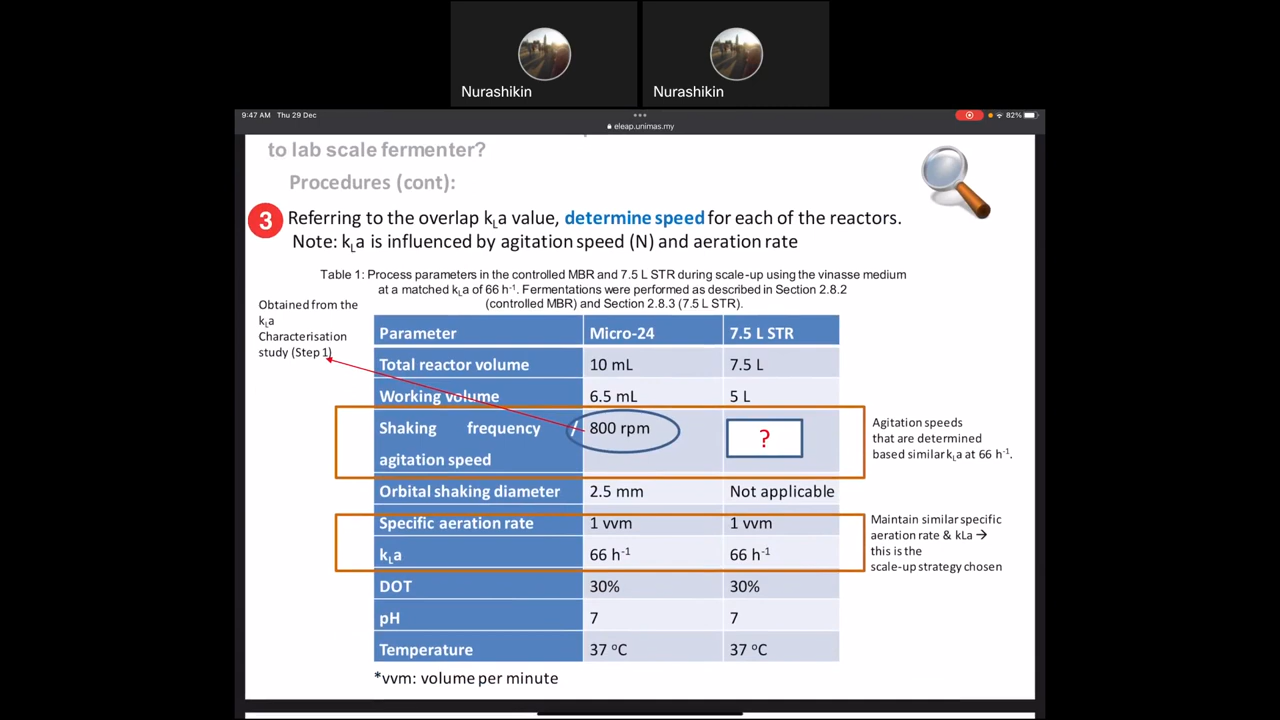 Nurashikin
Nurashikin
9:47 AM Thu 29 Dec
82%
eleap.unimas.my
to lab scale fermenter?
Procedures (cont):
3
Referring to the overlap kLa value, determine speed for each of the reactors.
Note: kLa is influenced by agitation speed (N) and aeration rate
Table 1: Process parameters in the controlled MBR and 7.5 L STR during scale-up using the vinasse medium
at a matched kLa of 66 h-1. Fermentations were performed as described in Section 2.8.2
(controlled MBR) and Section 2.8.3 (7.5 L STR).
Obtained from the
kLa
Characterisation
study (Step 1)
Parameter Micro-24 7.5 L STR
Total reactor volume 10 mL 7.5 L
Working volume 6.5 mL 5 L
Shaking frequency / 800 rpm ?
agitation speed
Orbital shaking diameter 2.5 mm Not applicable
Specific aeration rate 1 vvm 1 vvm
kLa 66 h-1 66 h-1
DOT 30% 30%
pH 7 7
Temperature 37 oC 37 oC
Agitation speeds
that are determined
based similar kLa at 66 h-1.
Maintain similar specific
aeration rate & kLa →
this is the
scale-up strategy chosen
*vvm: volume per minute